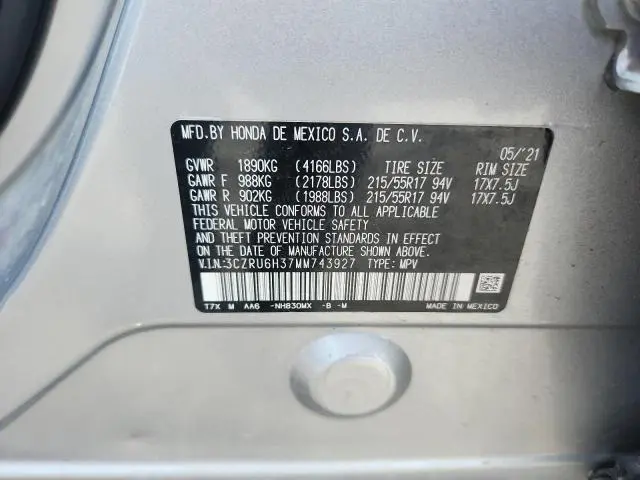 MFD.BY HONDA DE MEXICO S.A. DE C.V.
05/'21
GVWR 1890KG (4166LBS) TIRE SIZE RIM SIZE
GAWR F 988KG (2178LBS) 215/55R17 94V 17X7.5J
GAWR R 902KG (1988LBS) 215/55R17 94V 17X7.5J
THIS VEHICLE CONFORMS TO ALL APPLICABLE
FEDERAL MOTOR VEHICLE SAFETY
AND THEFT PREVENTION STANDARDS IN EFFECT
ON THE DATE OF MANUFACTURE SHOWN ABOVE.
V.I.N:3CZRU6H37MM743927 TYPE: MPV
T7X M AA6 -NH830MX -B -M MADE IN MEXICO